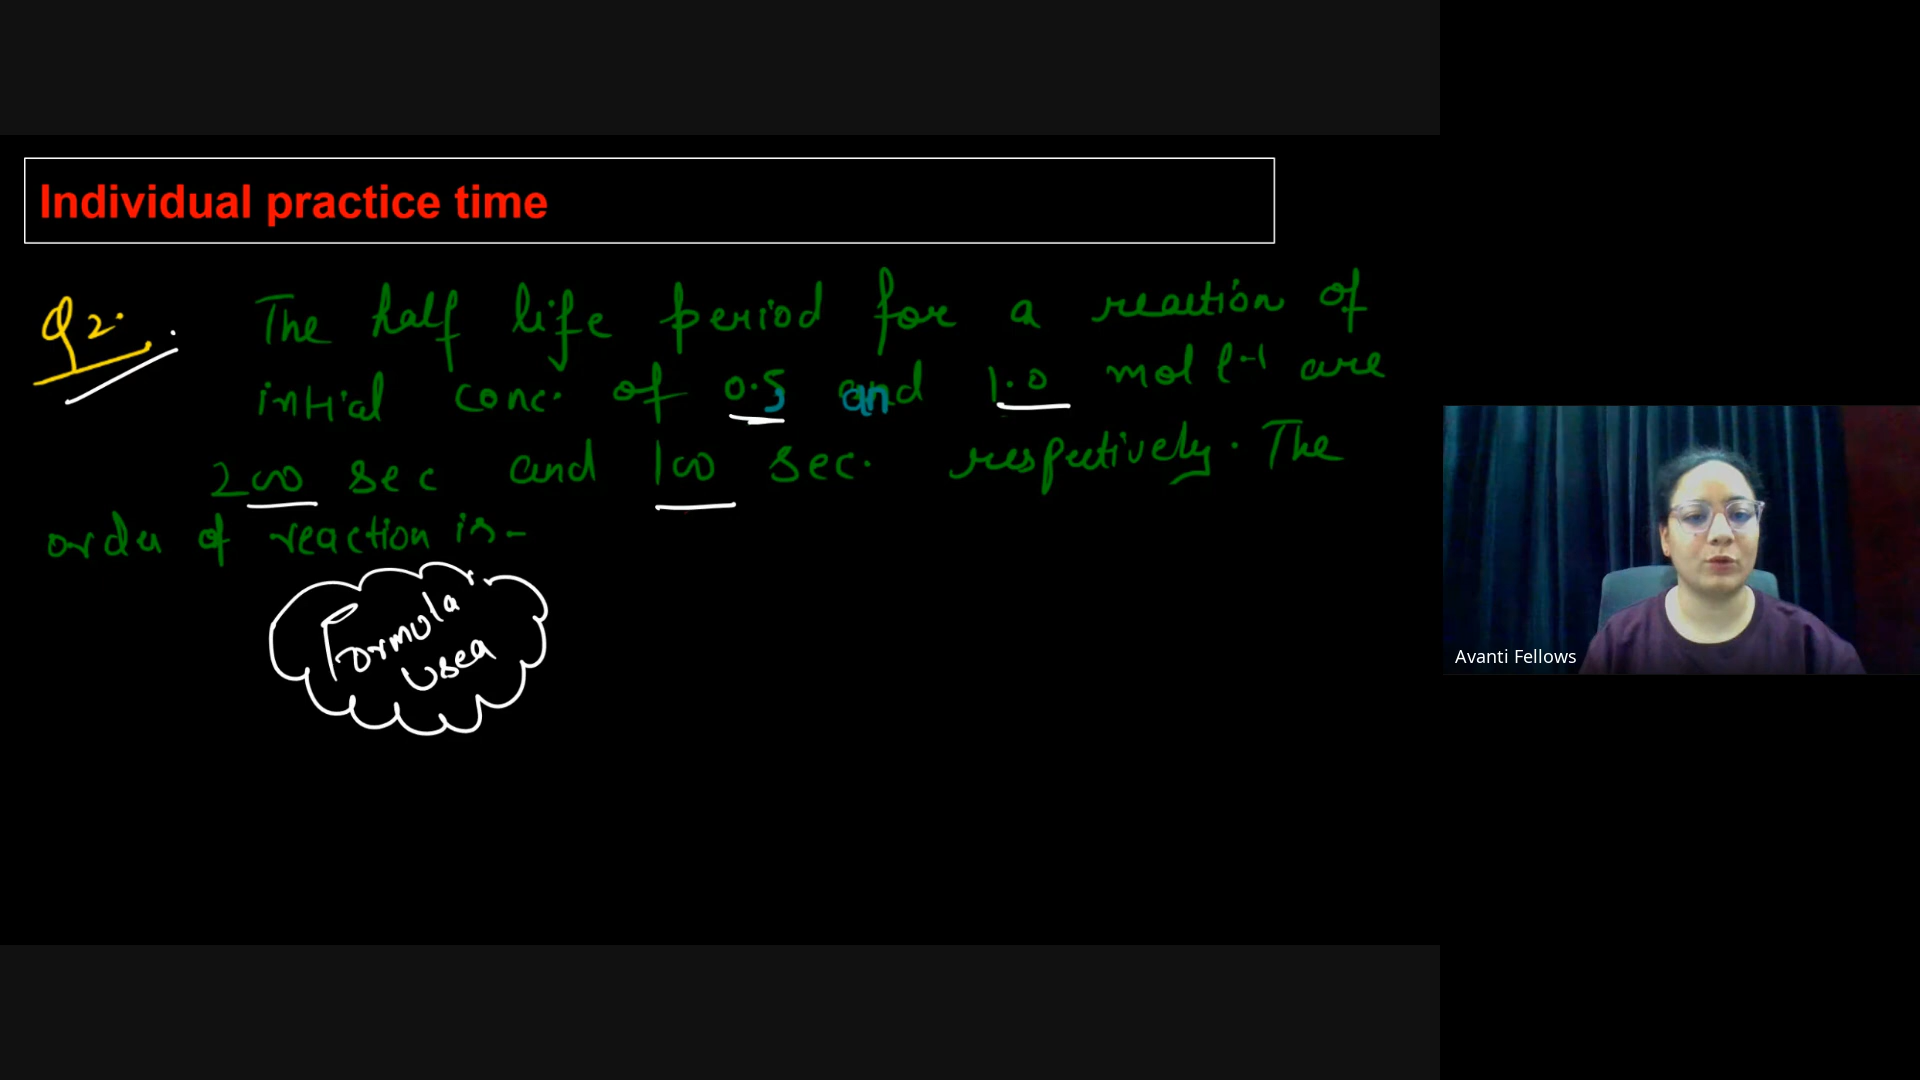 Individual practice time
Q2. The half life period for a reaction of
initial conc. of 0.5 and 1.0 mol l-1 are
200 sec and 100 sec. respectively. The
order of reaction is-
Formula
Used
Avanti Fellows